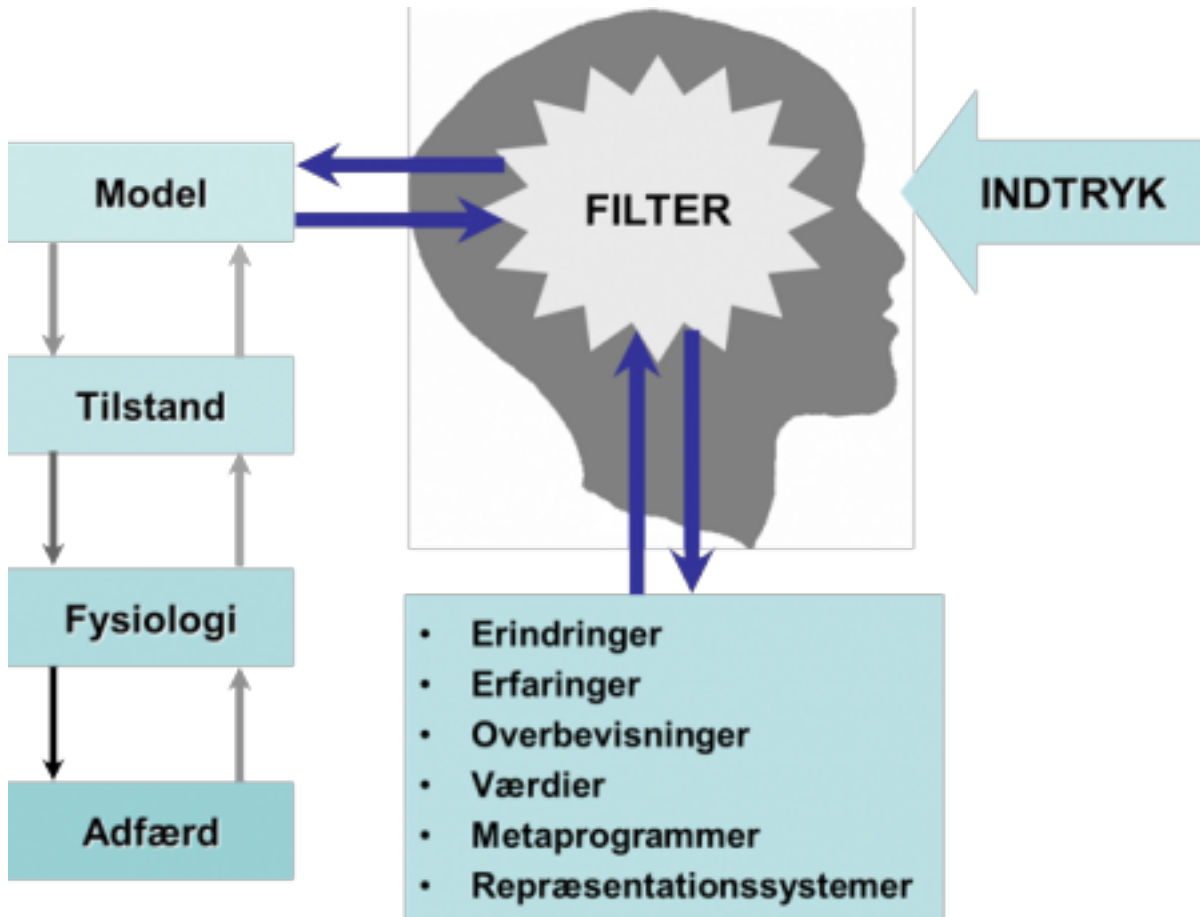 Model
FILTER
INDTRYK
Tilstand
Fysiologi
Adfærd
• Erindringer
• Erfaringer
• Overbevisninger
• Værdier
• Metaprogrammer
• Repræsentationssystemer